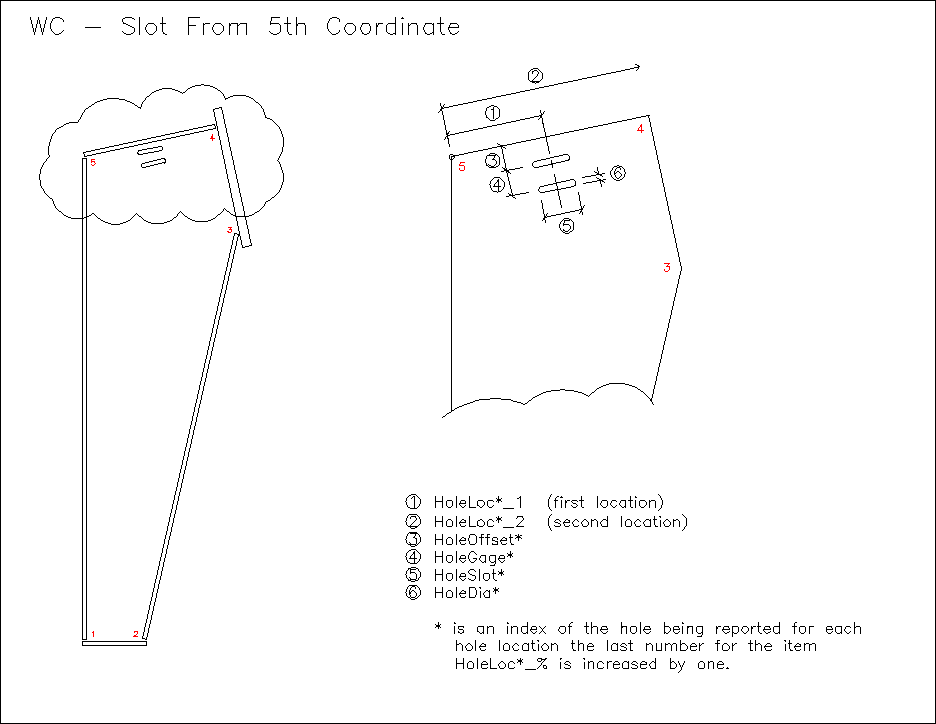 WC – Slot From 5th Coordinate
2
1
4
5
3
4
6
5
3
5
4
3
1
2
1 HoleLoc*_1 (first location)
2 HoleLoc*_2 (second location)
3 HoleOffset*
4 HoleGage*
5 HoleSlot*
6 HoleDia*
* is an index of the hole being reported for each
hole location the last number for the item
HoleLoc*_% is increased by one.